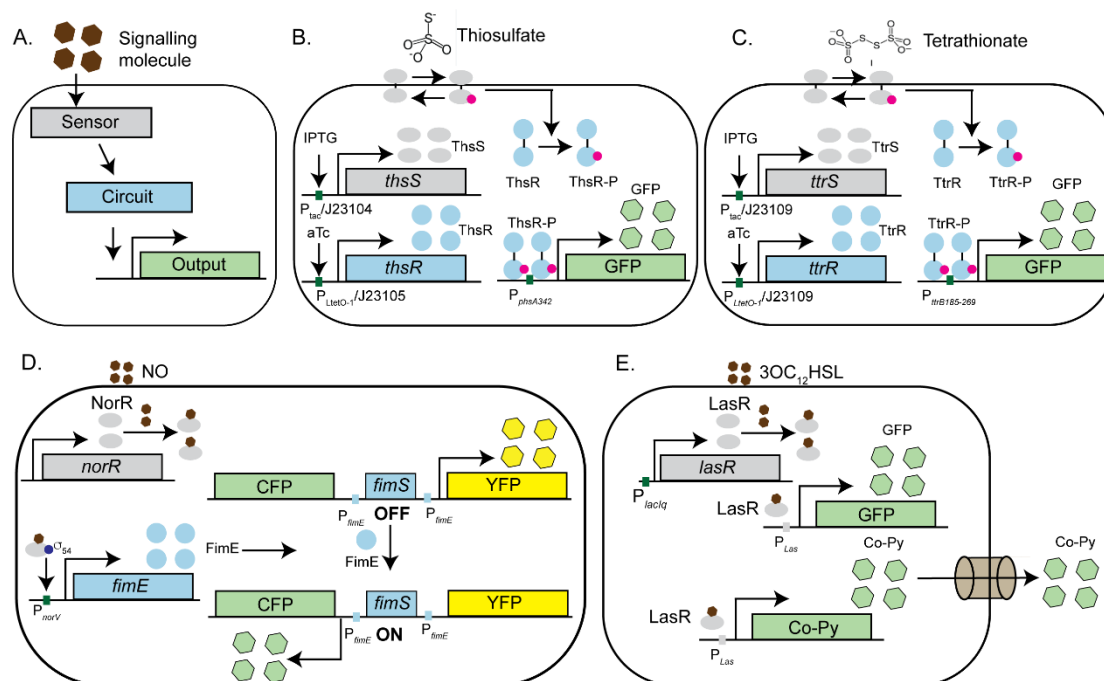 A.
Signalling
molecule
Sensor
Circuit
Output
B.
S-
S
O
O
-O
Thiosulfate
IPTG
ThsS
thsS
Ptac/J23104
aTc
ThsR
thsR
PLtetO-1/J23105
ThsR
ThsR-P
GFP
ThsR-P
GFP
PphsA342
C.
Tetrathionate
IPTG
TtrS
ttrS
Ptac/J23109
aTc
TtrR
ttrR
PLtetO-1/J23109
TtrR
TtrR-P
GFP
TtrR-P
GFP
PttrB185-269
D.
NO
NorR
norR
σ54
fimE
PnorV
FimE
CFP
fimS
YFP
PfimE
OFF
PfimE
FimE
CFP
fimS
YFP
PfimE
ON
PfimE
E.
3OC12HSL
LasR
lasR
PlacIq
GFP
LasR
GFP
PLas
Co-Py
Co-Py
LasR
Co-Py
PLas